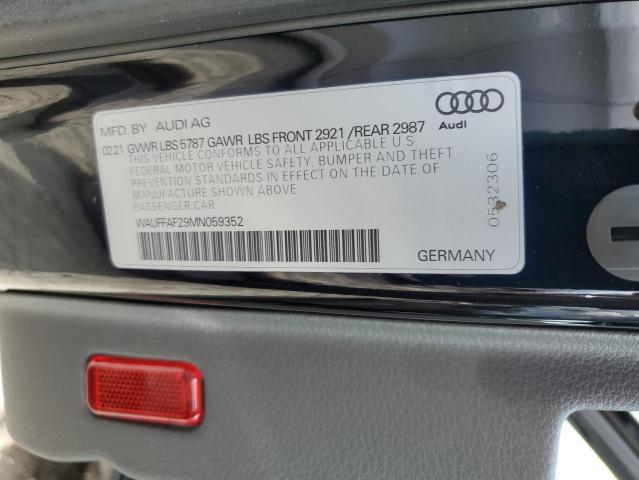 MFD. BY AUDI AG
Audi
02 21 GVWR LBS 5787 GAWR LBS FRONT 2921 /REAR 2987
THIS VEHICLE CONFORMS TO ALL APPLICABLE U S
FEDERAL MOTOR VEHICLE SAFETY, BUMPER AND THEFT
PREVENTION STANDARDS IN EFFECT ON THE DATE OF
MANUFACTURE SHOWN ABOVE
PASSENGER CAR
WAUFFAF29MN059352
GERMANY
0532306